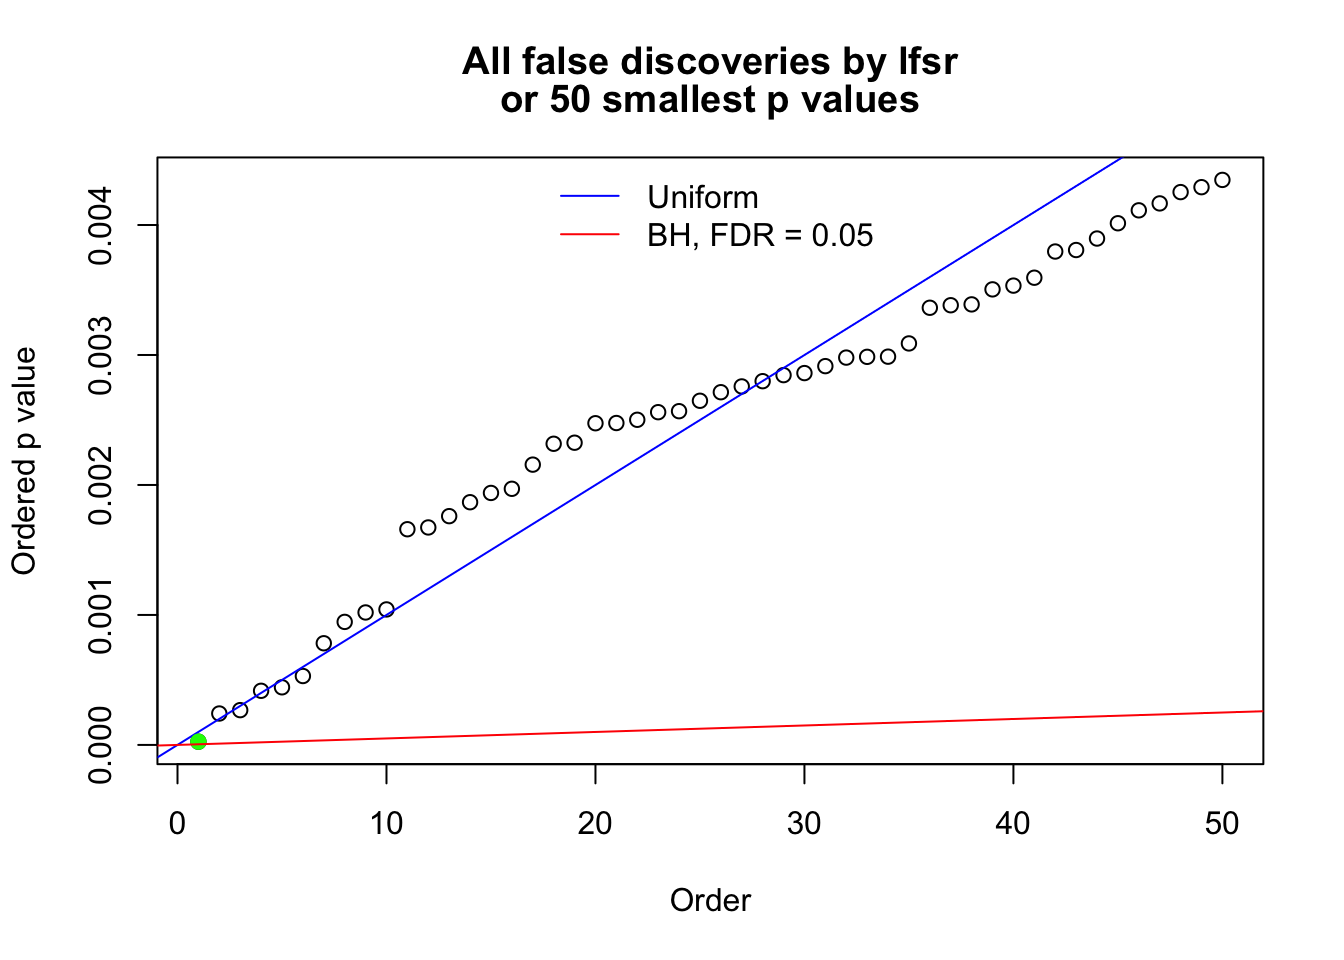 All false discoveries by lfsr
or 50 smallest p values
Uniform
BH, FDR = 0.05
Ordered p value
0.004
0.003
0.002
0.001
0.000
0 10 20 30 40 50
Order